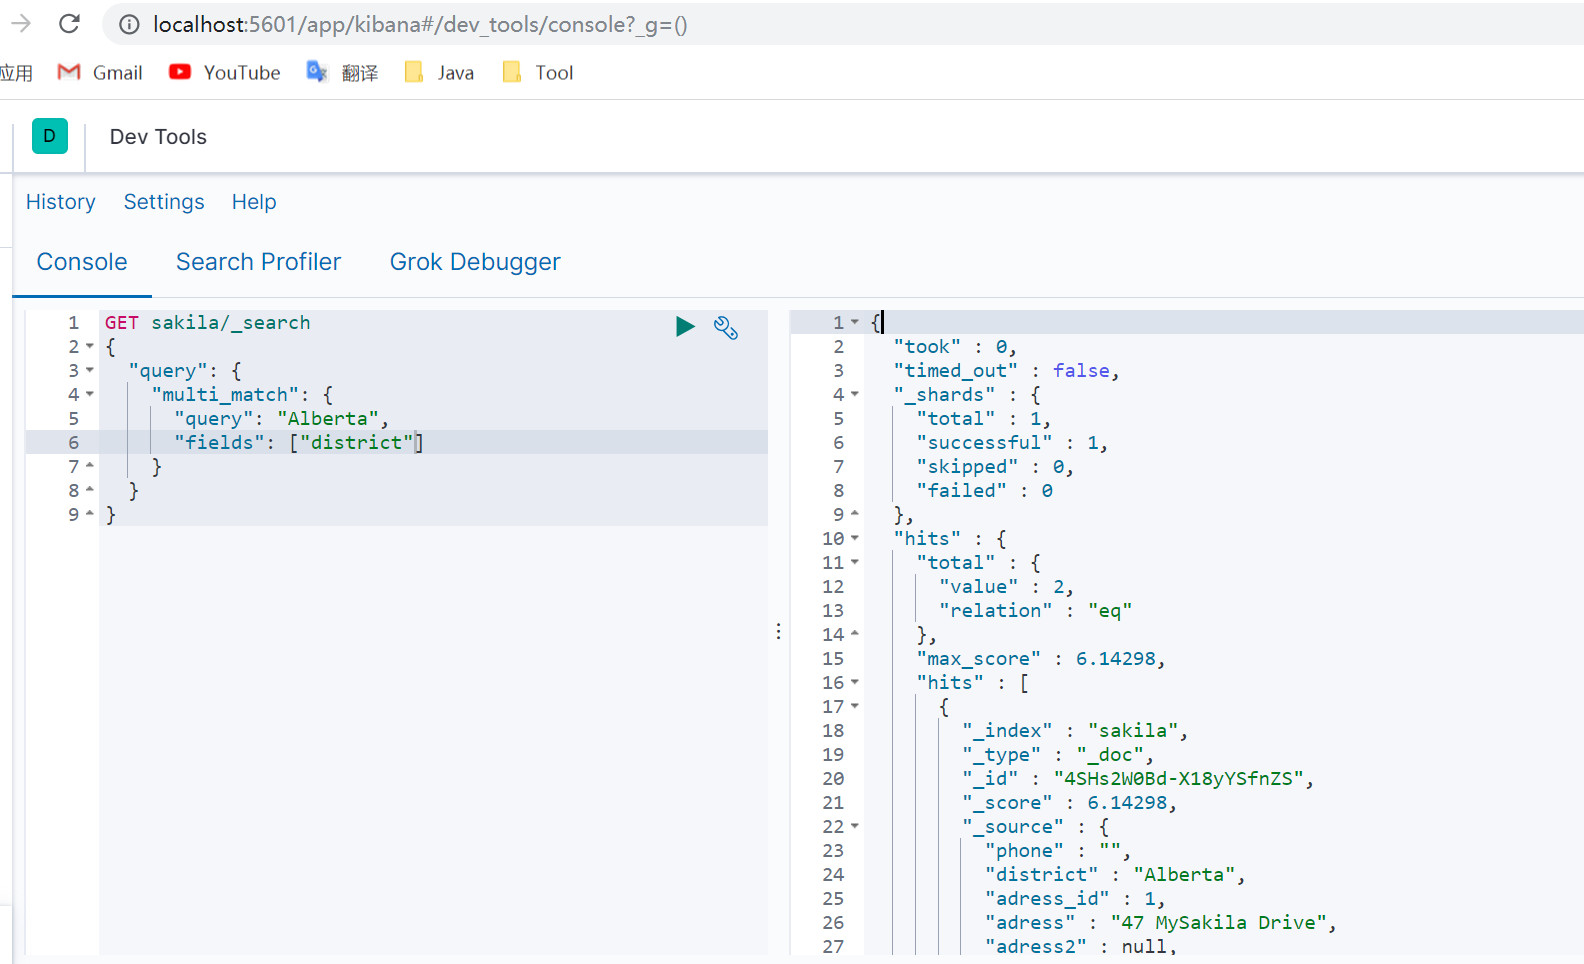 localhost:5601/app/kibana#/dev_tools/console?_g=()
应用 Gmail YouTube 翻译 Java Tool
D Dev Tools
History Settings Help
Console Search Profiler Grok Debugger
1 GET sakila/_search
2 {
3 "query": {
4 "multi_match": {
5 "query": "Alberta",
6 "fields": ["district"]
7 }
8 }
9 }
1 {
2 "took" : 0,
3 "timed_out" : false,
4 "_shards" : {
5 "total" : 1,
6 "successful" : 1,
7 "skipped" : 0,
8 "failed" : 0
9 },
10 "hits" : {
11 "total" : {
12 "value" : 2,
13 "relation" : "eq"
14 },
15 "max_score" : 6.14298,
16 "hits" : [
17 {
18 "_index" : "sakila",
19 "_type" : "_doc",
20 "_id" : "4SHs2W0Bd-X18yYSfnZS",
21 "_score" : 6.14298,
22 "_source" : {
23 "phone" : "",
24 "district" : "Alberta",
25 "adress_id" : 1,
26 "adress" : "47 MySakila Drive",
27 "adress2" : null,